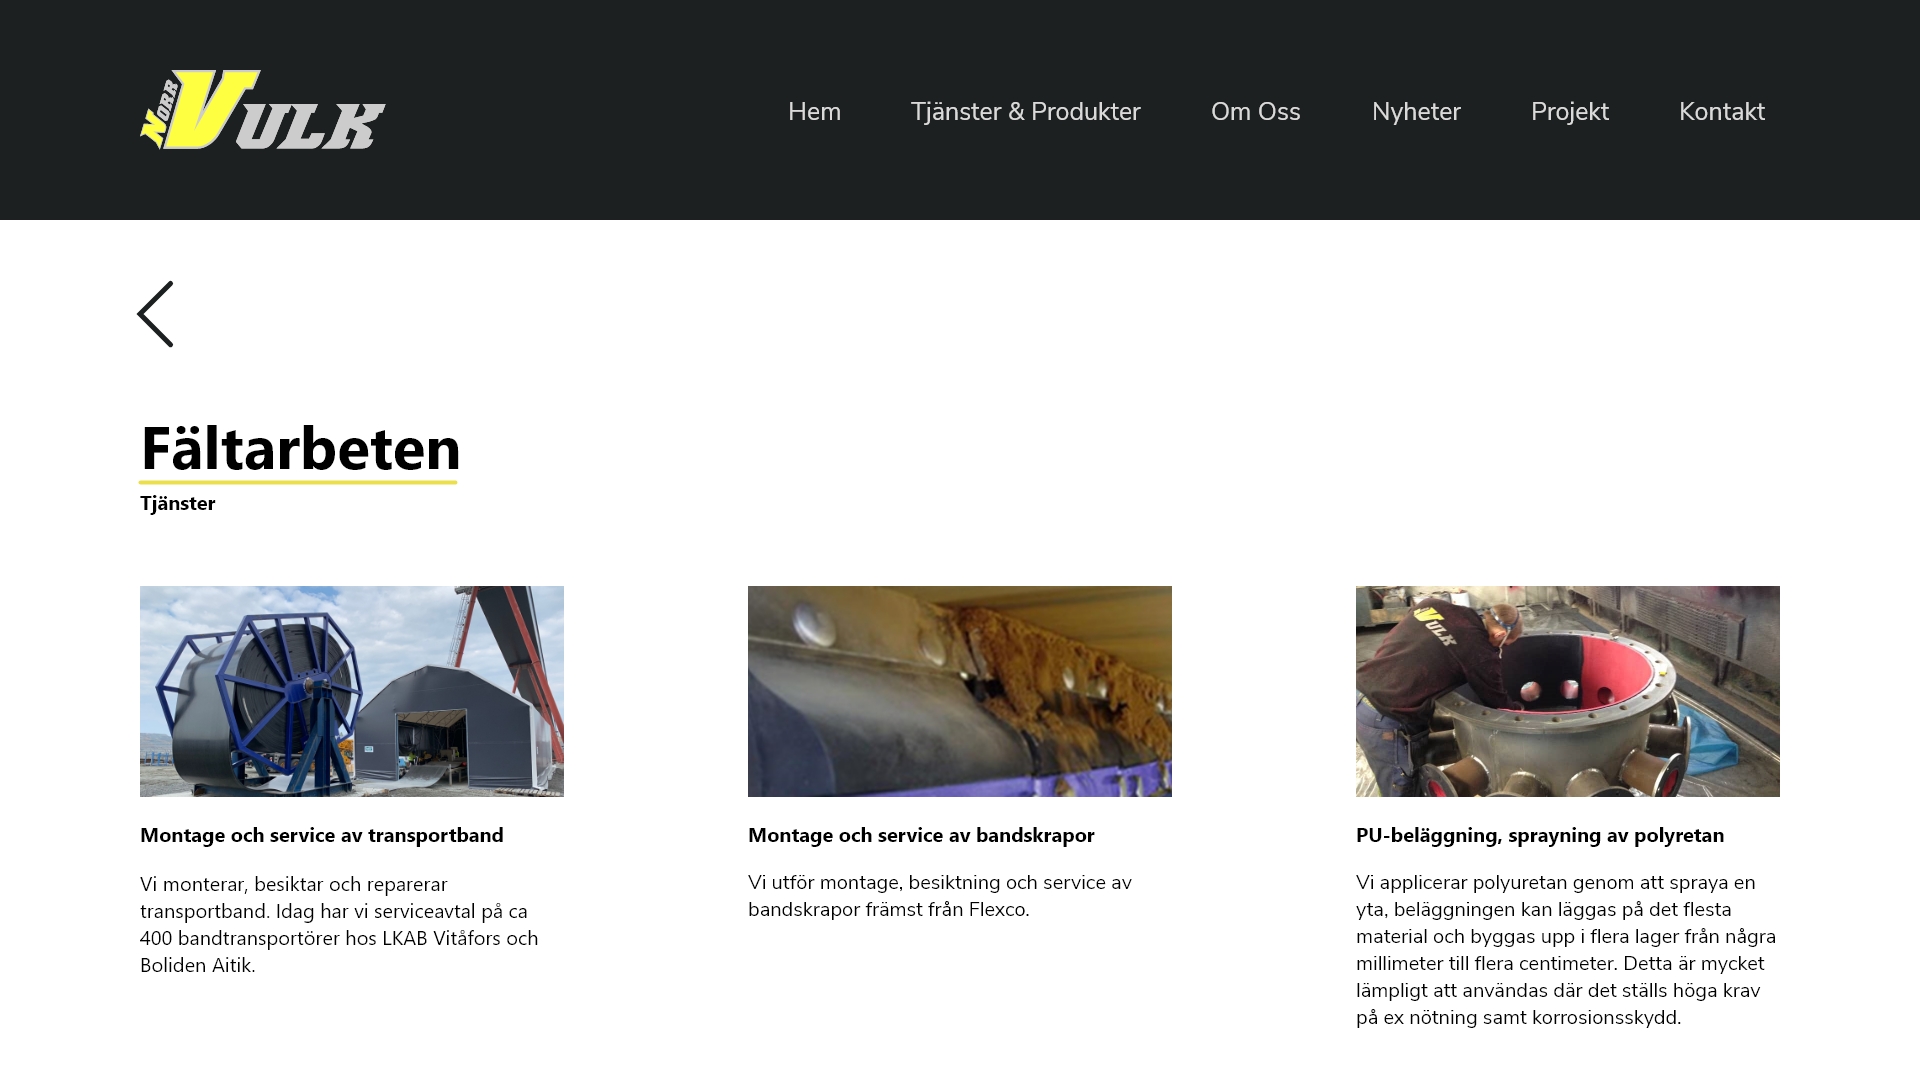 NORR VULK
Hem
Tjänster & Produkter
Om Oss
Nyheter
Projekt
Kontakt
Fältarbeten
Tjänster
VULK
Montage och service av transportband
Vi monterar, besiktar och reparerar
transportband. Idag har vi serviceavtal på ca
400 bandtransportörer hos LKAB Vitåfors och
Boliden Aitik.
Montage och service av bandskrapor
Vi utför montage, besiktning och service av
bandskrapor främst från Flexco.
PU-beläggning, sprayning av polyretan
Vi applicerar polyuretan genom att spraya en
yta, beläggningen kan läggas på det flesta
material och byggas upp i flera lager från några
millimeter till flera centimeter. Detta är mycket
lämpligt att användas där det ställs höga krav
på ex nötning samt korrosionsskydd.